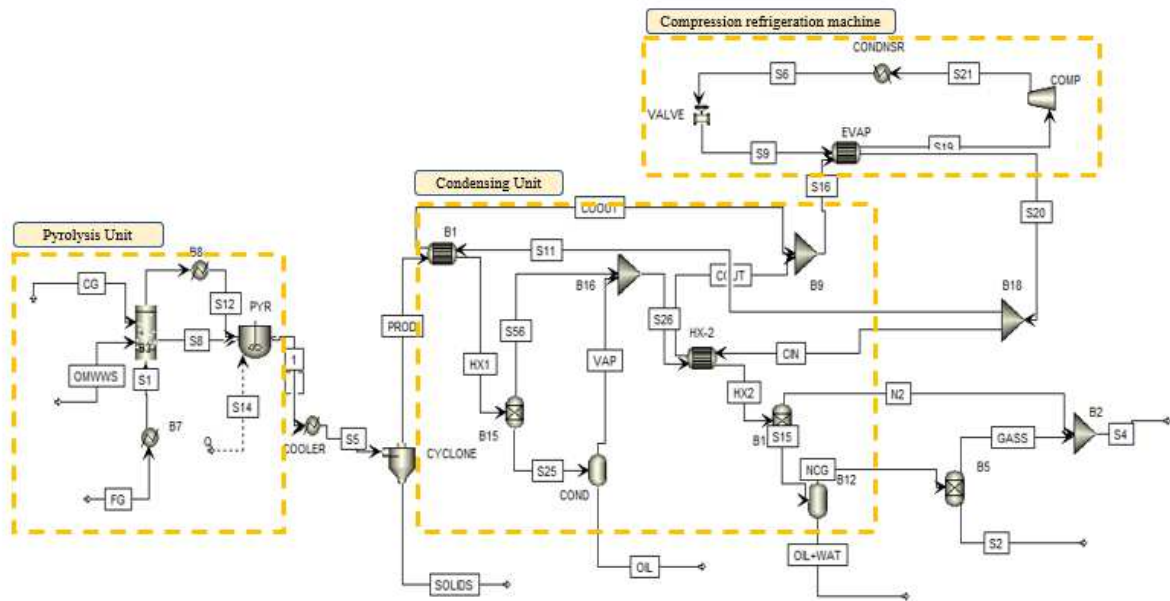 Compression refrigeration machine
CONDNSR
S6
S21
COMP
VALVE
EVAP
S9
S19
S16
Condensing Unit
COOUT
S20
Pyrolysis Unit
B1
S11
B8
B16
COUT
B9
B18
CG
S12
PYR
PROD
S56
S26
HX-2
S8
VAP
CIN
OMWWS
S1
1
HX1
HX2
N2
S14
B7
B15
B1
S15
GASS
B2
S4
COOLER
S5
CYCLONE
S25
NCG
B12
B5
COND
FG
Q
OIL
OIL+WAT
S2
SOLIDS